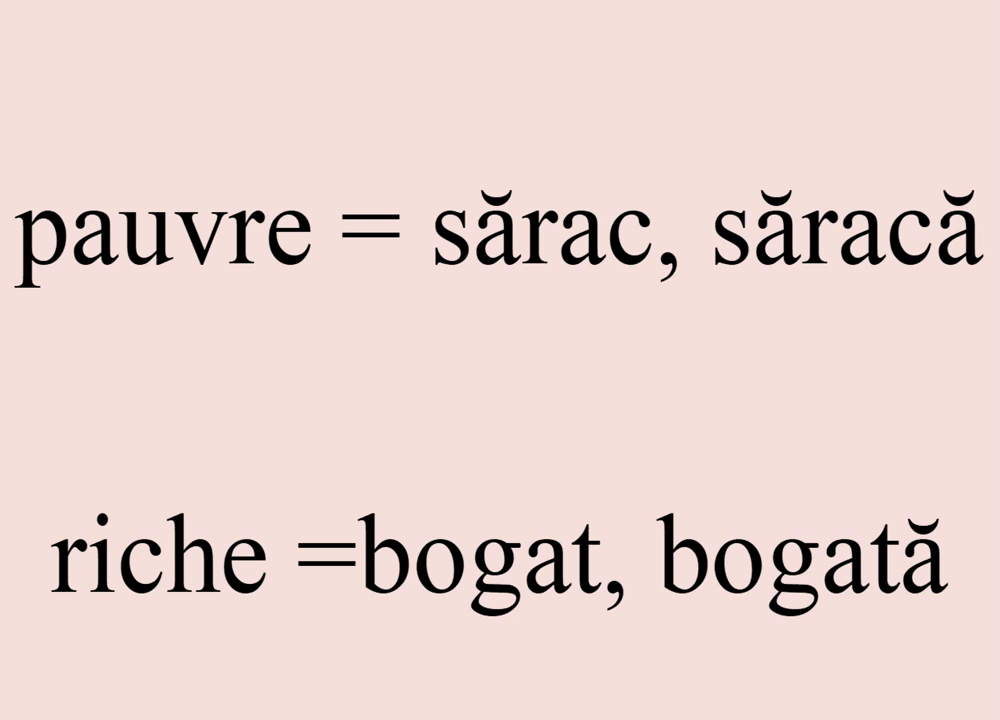 pauvre = sărac, săracă
riche =bogat, bogată